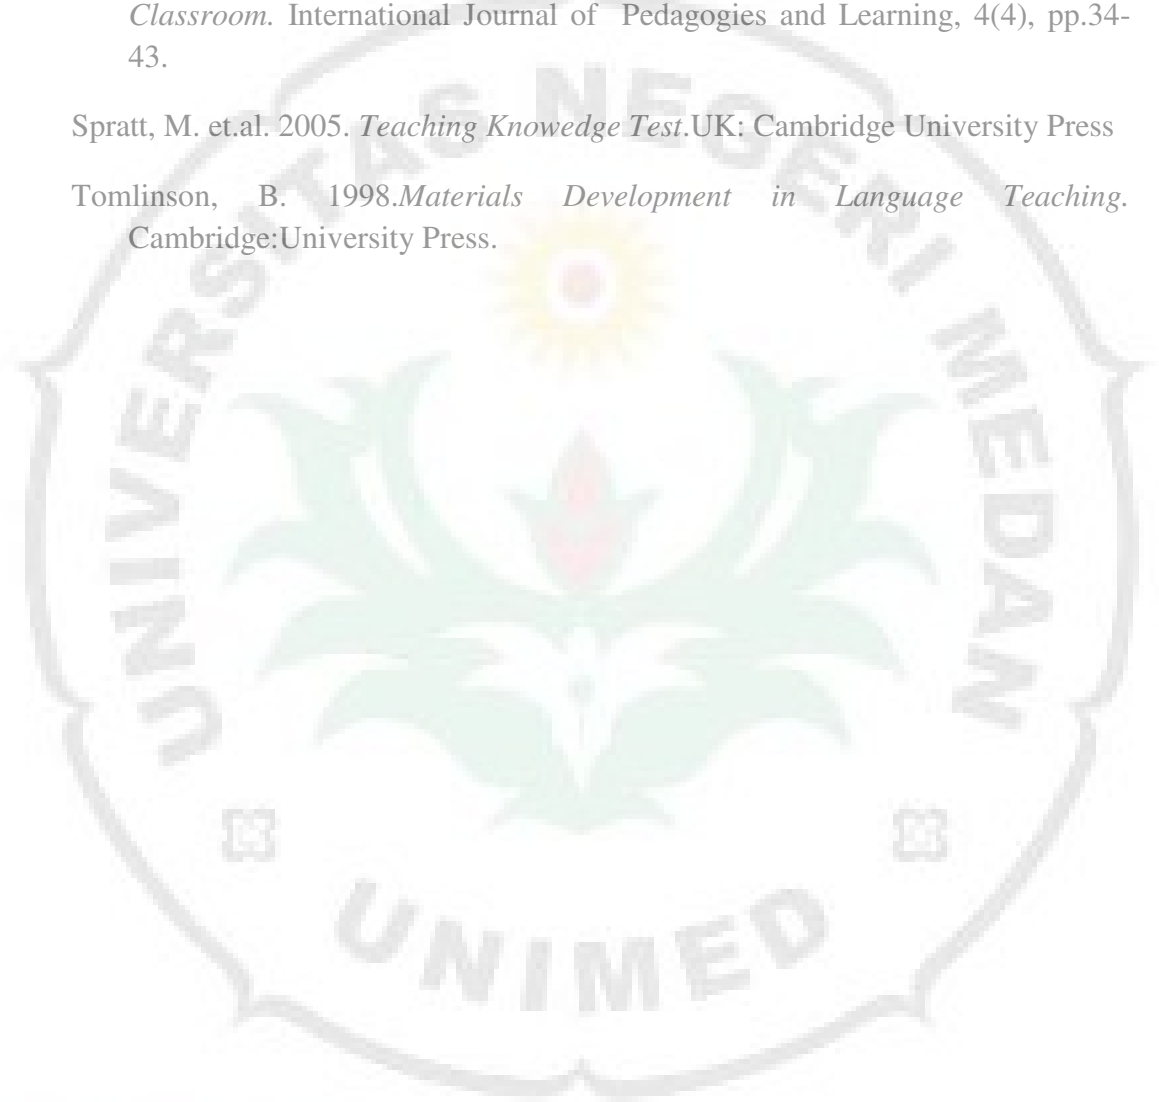 Classroom. International Journal of Pedagogies and Learning, 4(4), pp.34-
43.
Spratt, M. et.al. 2005. Teaching Knowedge Test.UK: Cambridge University Press
Tomlinson, B. 1998.Materials Development in Language Teaching.
Cambridge:University Press.
UNIVERSITAS NEGERI MEDAN
UNIMED